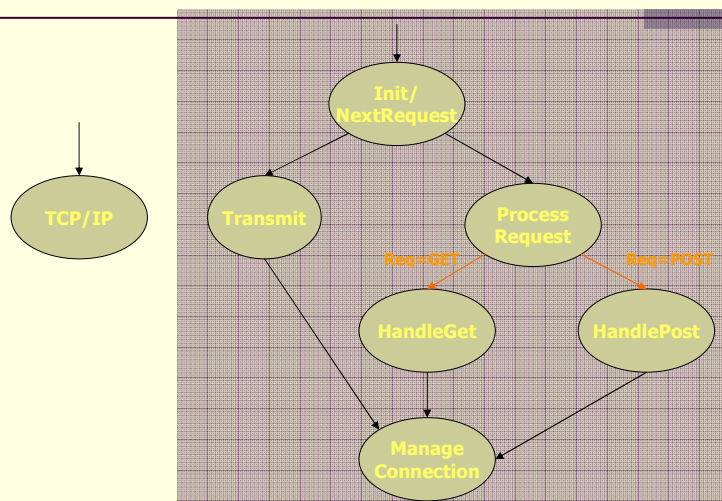 Init/
NextRequest
TCP/IP
Transmit
Process
Request
Req=GET
Req=POST
HandleGet
HandlePost
Manage
Connection